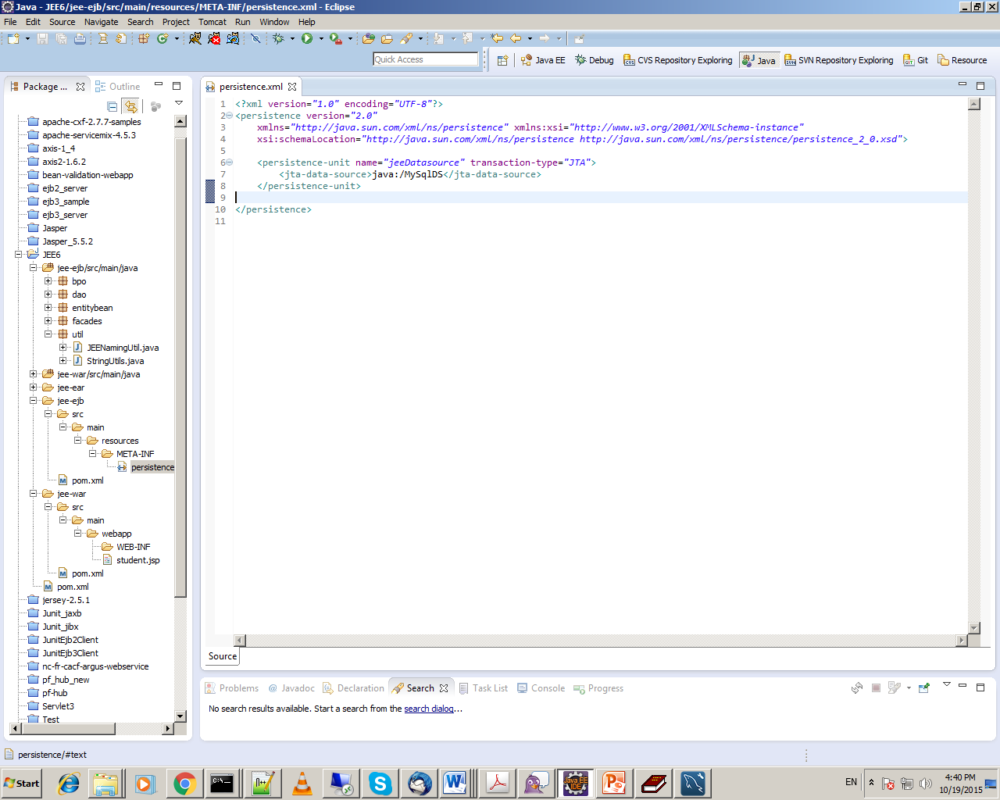 Java - JEE6/jee-ejb/src/main/resources/META-INF/persistence.xml - Eclipse
File Edit Source Navigate Search Project Tomcat Run Window Help
Quick Access
Java EE Debug CVS Repository Exploring Java SVN Repository Exploring Git Resource
Package ... Outline
apache-cxf-2.7.7-samples
apache-servicemix-4.5.3
axis-1_4
axis2-1.6.2
bean-validation-webapp
ejb2_server
ejb3_sample
ejb3_server
Jasper
Jasper_5.5.2
JEE6
jee-ejb/src/main/java
bpo
dao
entitybean
facades
util
JEENamingUtil.java
StringUtils.java
jee-war/src/main/java
jee-ear
jee-ejb
src
main
resources
META-INF
persistence
pom.xml
jee-war
src
main
webapp
WEB-INF
student.jsp
pom.xml
pom.xml
jersey-2.5.1
Junit_jaxb
Junit_jibx
JunitEjb2Client
JunitEjb3Client
nc-fr-cacf-argus-webservice
pf_hub_new
pf-hub
Servlet3
Test
persistence.xml
1 <?xml version="1.0" encoding="UTF-8"?>
2 <persistence version="2.0"
3 xmlns="http://java.sun.com/xml/ns/persistence" xmlns:xsi="http://www.w3.org/2001/XMLSchema-instance"
4 xsi:schemaLocation="http://java.sun.com/xml/ns/persistence http://java.sun.com/xml/ns/persistence/persistence_2_0.xsd">
5
6 <persistence-unit name="jeeDatasource" transaction-type="JTA">
7 <jta-data-source>java:/MySqlDS</jta-data-source>
8 </persistence-unit>
9
10 </persistence>
11
Source
Problems @ Javadoc Declaration Search Task List Console Progress
No search results available. Start a search from the search dialog...
persistence/#text
Start
EN
4:40 PM
10/19/2015